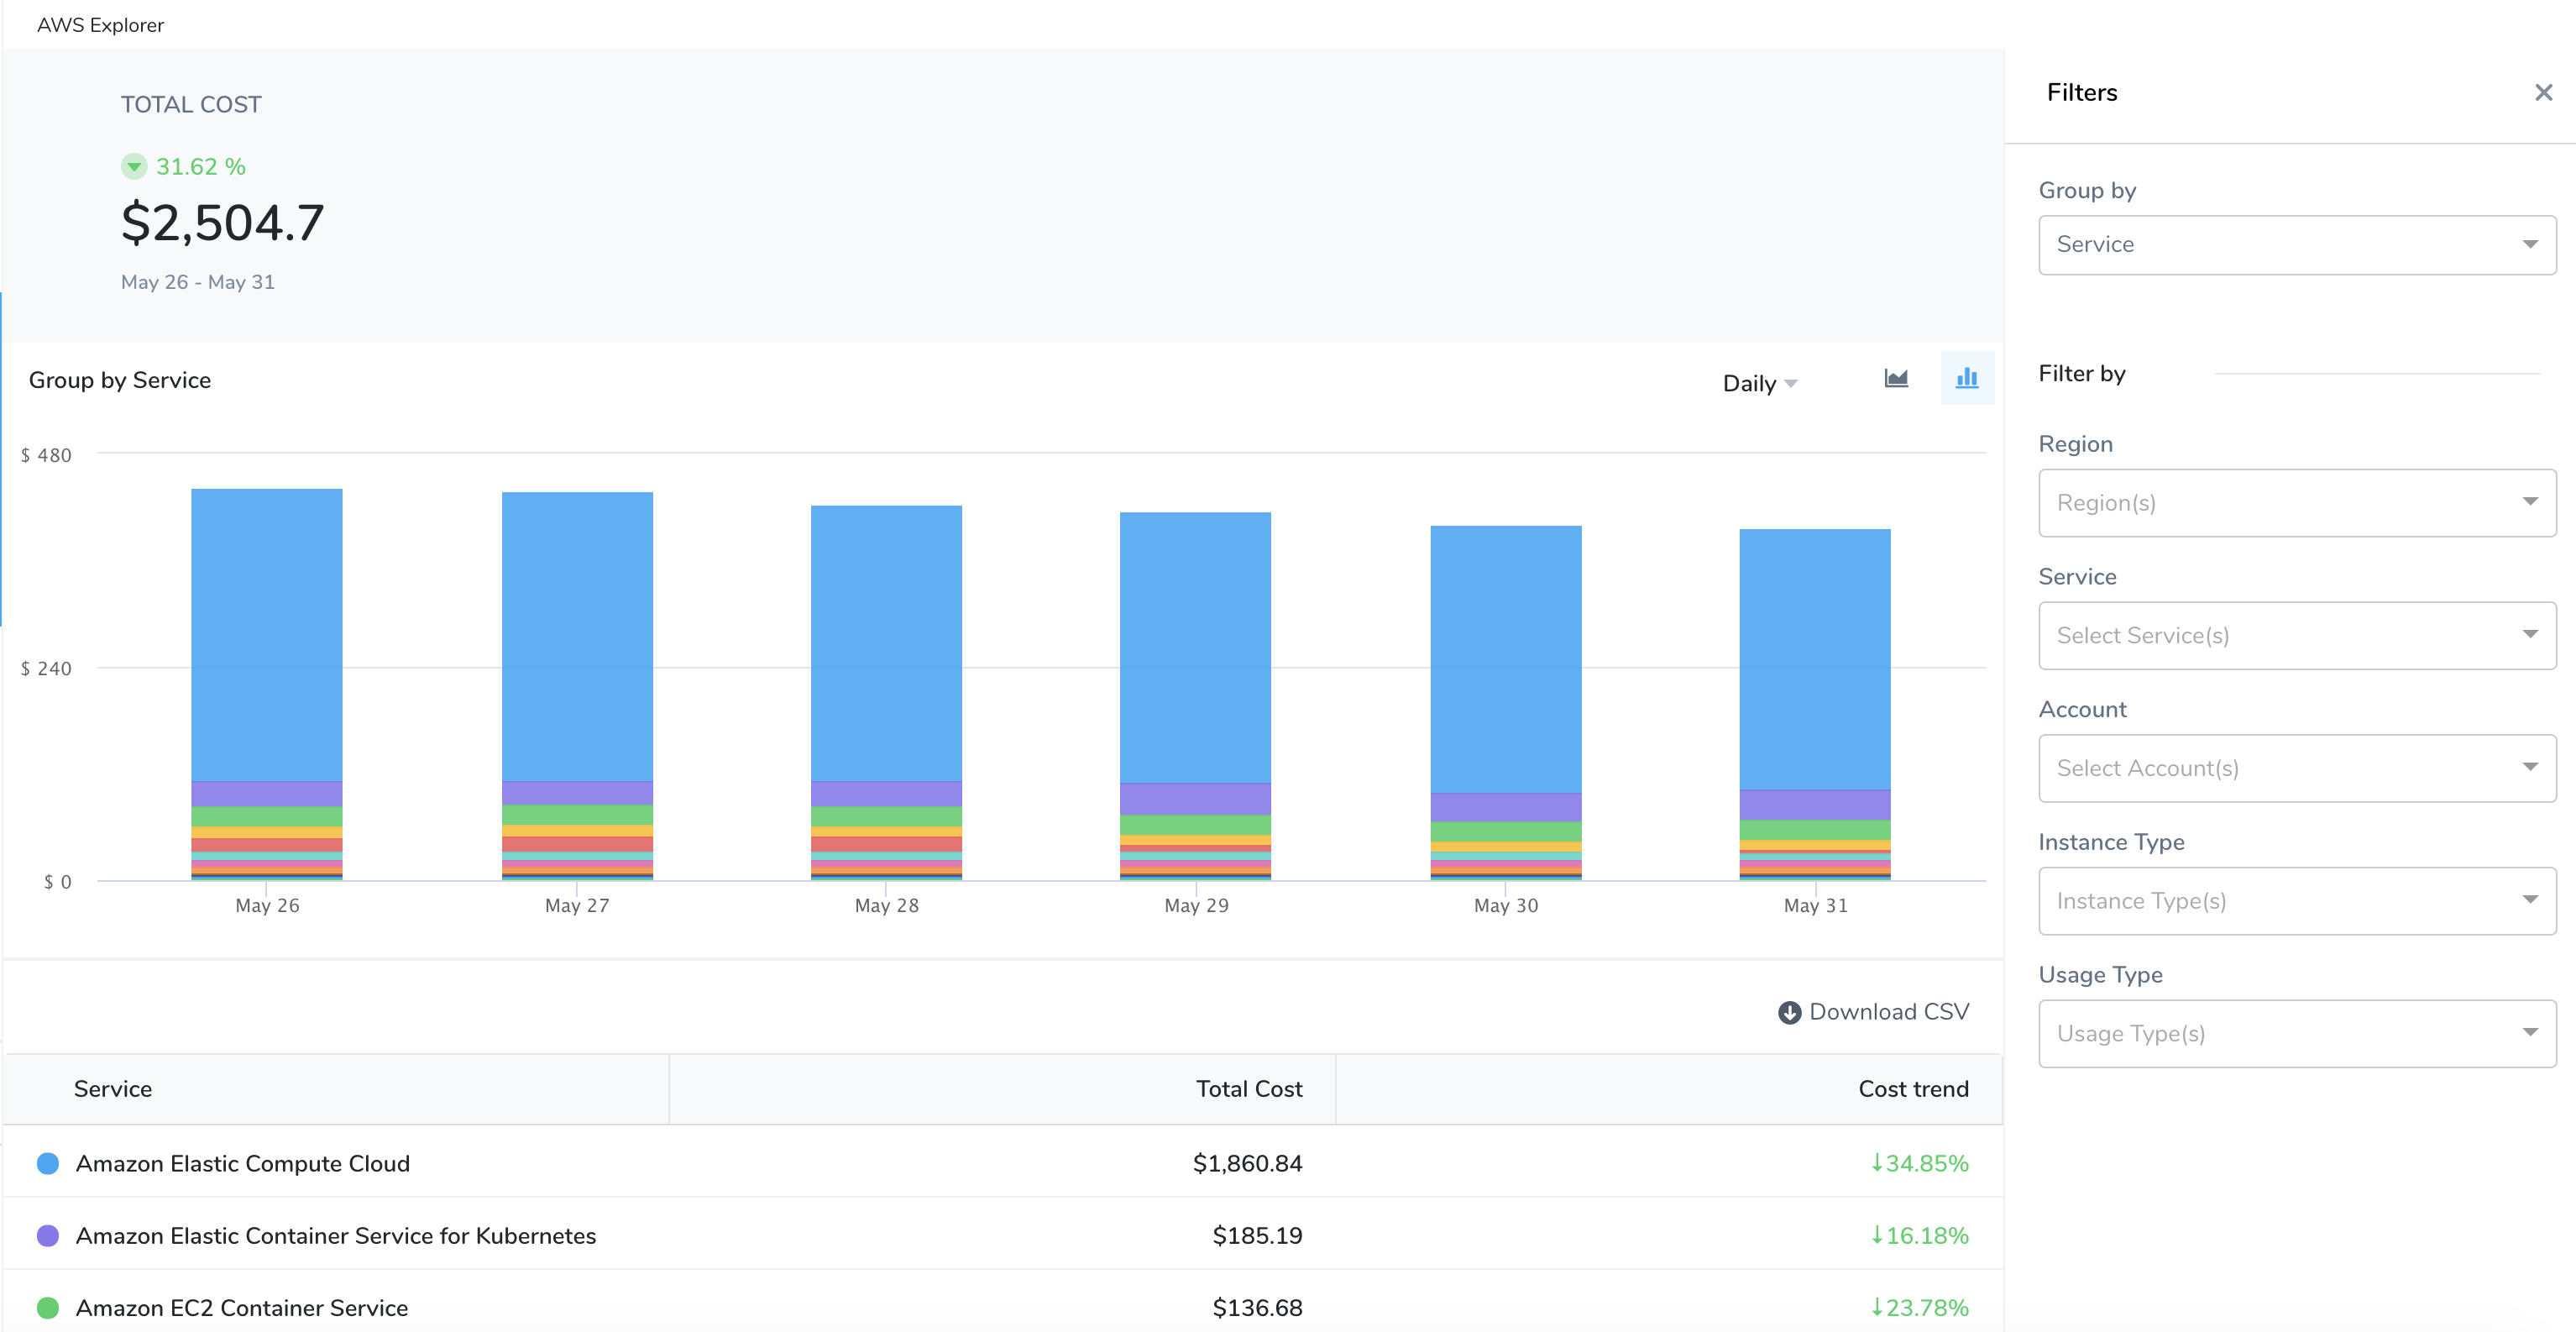 AWS Explorer
TOTAL COST
31.62 %
$2,504.7
May 26 - May 31
Group by Service
Daily
$ 480
$ 240
$ 0
May 26 May 27 May 28 May 29 May 30 May 31
Download CSV
Service Total Cost Cost trend
Amazon Elastic Compute Cloud $1,860.84 ↓34.85%
Amazon Elastic Container Service for Kubernetes $185.19 ↓16.18%
Amazon EC2 Container Service $136.68 ↓23.78%
Filters
Group by
Service
Filter by
Region
Region(s)
Service
Select Service(s)
Account
Select Account(s)
Instance Type
Instance Type(s)
Usage Type
Usage Type(s)